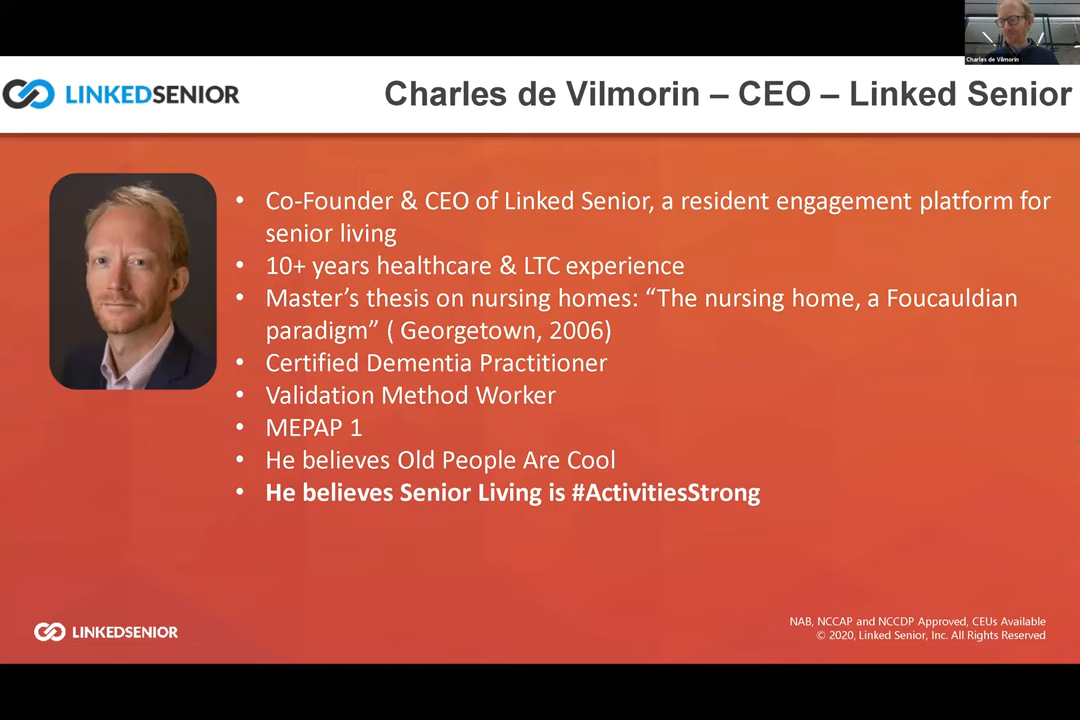 Charles de Vilmorin
LINKEDSENIOR
Charles de Vilmorin – CEO – Linked Senior
• Co-Founder & CEO of Linked Senior, a resident engagement platform for
senior living
• 10+ years healthcare & LTC experience
• Master’s thesis on nursing homes: “The nursing home, a Foucauldian
paradigm” ( Georgetown, 2006)
• Certified Dementia Practitioner
• Validation Method Worker
• MEPAP 1
• He believes Old People Are Cool
• He believes Senior Living is #ActivitiesStrong
LINKEDSENIOR
NAB, NCCAP and NCCDP Approved, CEUs Available
© 2020, Linked Senior, Inc. All Rights Reserved